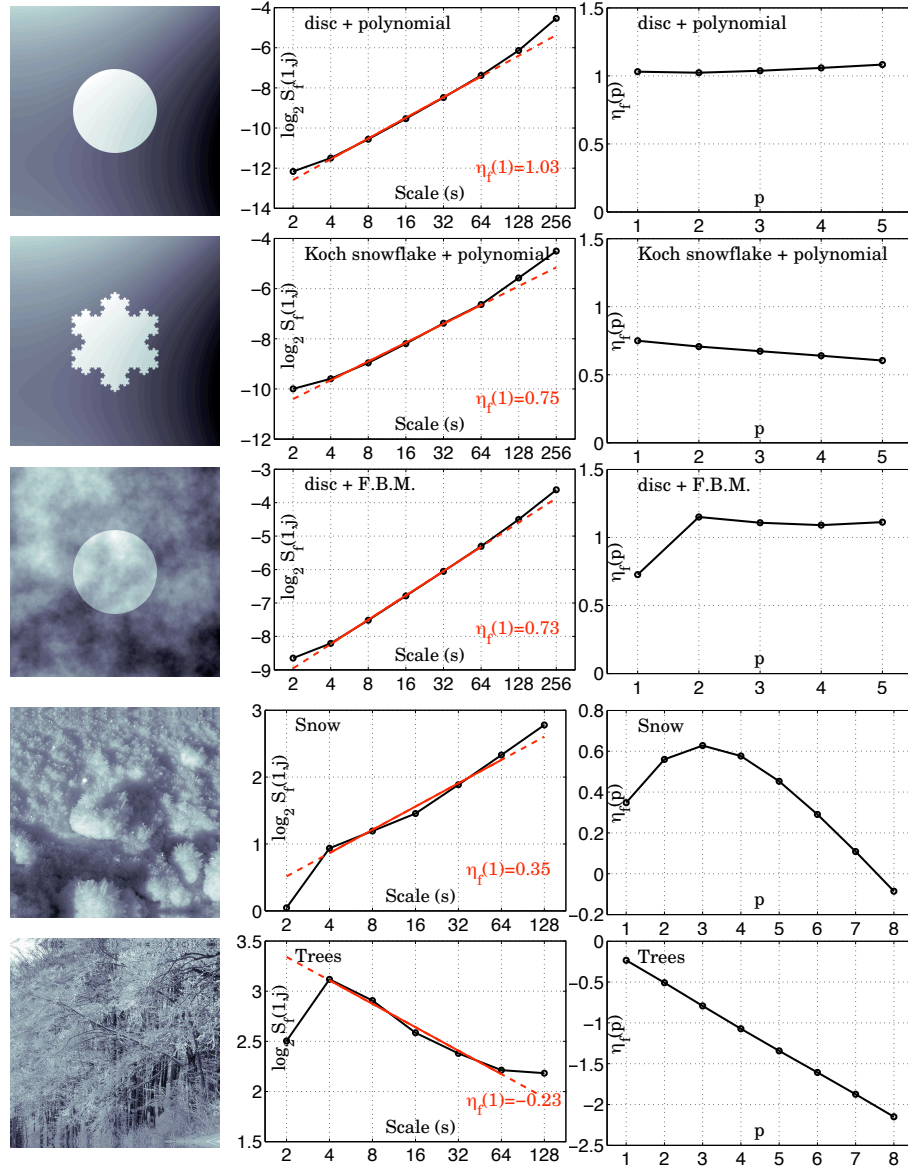 disc + polynomial
log2 Sf(1,j)
−4
−6
−8
−10
−12
−14
ηf(1)=1.03
Scale (s)
2 4 8 16 32 64 128 256
disc + polynomial
ηf(p)
1.5
1
0.5
0
p
1 2 3 4 5
Koch snowflake + polynomial
log2 Sf(1,j)
−4
−6
−8
−10
−12
ηf(1)=0.75
Scale (s)
2 4 8 16 32 64 128 256
Koch snowflake + polynomial
ηf(p)
1.5
1
0.5
0
p
1 2 3 4 5
disc + F.B.M.
log2 Sf(1,j)
−3
−4
−5
−6
−7
−8
−9
ηf(1)=0.73
Scale (s)
2 4 8 16 32 64 128 256
disc + F.B.M.
ηf(p)
1.5
1
0.5
0
p
1 2 3 4 5
Snow
log2 Sf(1,j)
3
2
1
0
ηf(1)=0.35
Scale (s)
2 4 8 16 32 64 128
Snow
ηf(p)
0.8
0.6
0.4
0.2
0
−0.2
p
1 2 3 4 5 6 7 8
Trees
log2 Sf(1,j)
3.5
3
2.5
2
1.5
ηf(1)=−0.23
Scale (s)
2 4 8 16 32 64 128
Trees
ηf(p)
0
−0.5
−1
−1.5
−2
−2.5
p
1 2 3 4 5 6 7 8